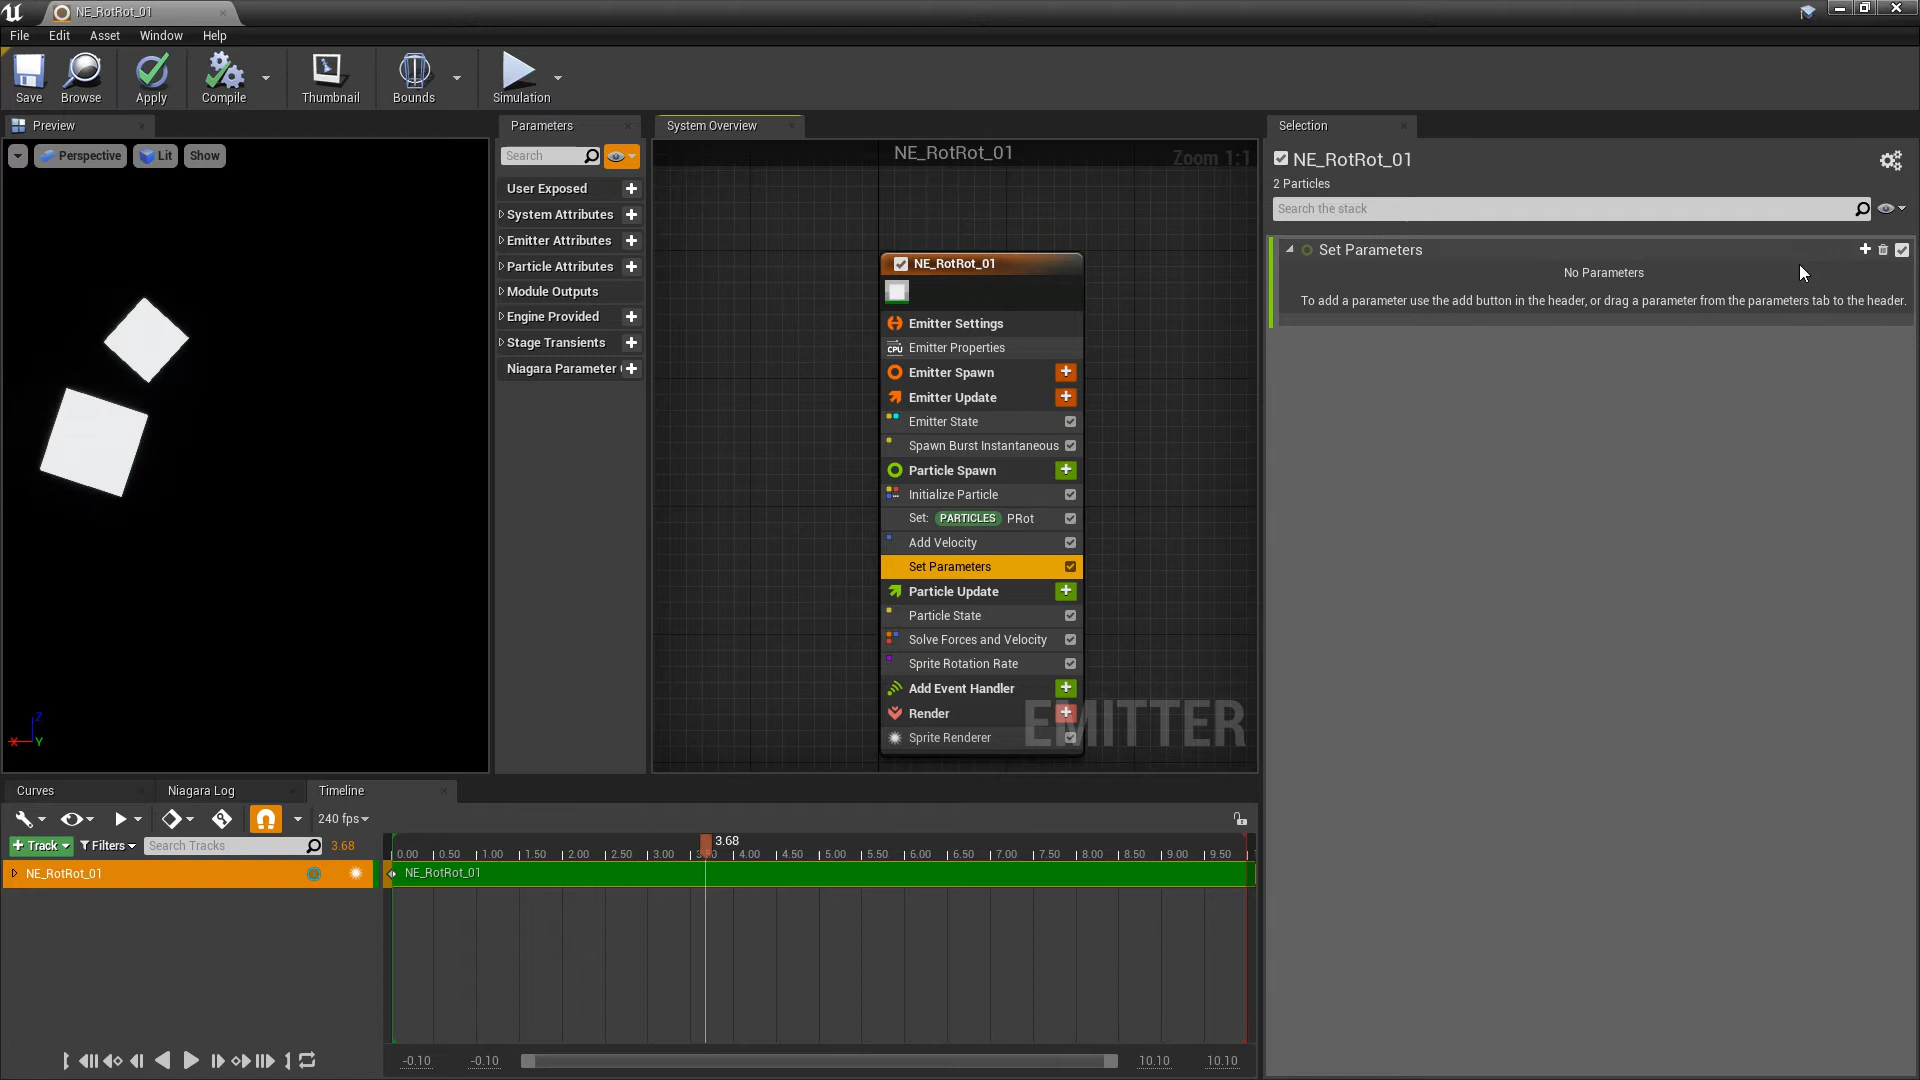 NE_RotRot_01
File Edit Asset Window Help
Save Browse Apply Compile Thumbnail Bounds Simulation
Preview
Perspective Lit Show
Parameters
Search
User Exposed
System Attributes
Emitter Attributes
Particle Attributes
Module Outputs
Engine Provided
Stage Transients
Niagara Parameter
System Overview
NE_RotRot_01
Zoom 1:1
NE_RotRot_01
Emitter Settings
CPU Emitter Properties
Emitter Spawn
Emitter Update
Emitter State
Spawn Burst Instantaneous
Particle Spawn
Initialize Particle
Set: PARTICLES PRot
Add Velocity
Set Parameters
Particle Update
Particle State
Solve Forces and Velocity
Sprite Rotation Rate
Add Event Handler
Render
Sprite Renderer
EMITTER
Selection
NE_RotRot_01
2 Particles
Search the stack
Set Parameters
No Parameters
To add a parameter use the add button in the header, or drag a parameter from the parameters tab to the header.
Z
X
Y
Curves Niagara Log Timeline
240 fps
Track Filters Search Tracks 3.68
3.68
0.00 0.50 1.00 1.50 2.00 2.50 3.00 4.00 4.50 5.00 5.50 6.00 6.50 7.00 7.50 8.00 8.50 9.00 9.50
NE_RotRot_01
NE_RotRot_01
-0.10 -0.10 10.10 10.10